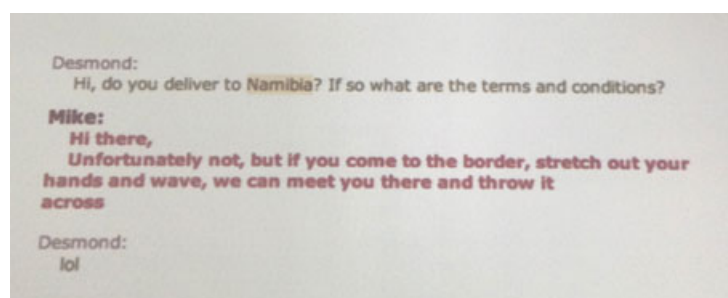 Desmond:
Hi, do you deliver to Namibia? If so what are the terms and conditions?
Mike:
Hi there,
Unfortunately not, but if you come to the border, stretch out your
hands and wave, we can meet you there and throw it
across
Desmond:
lol